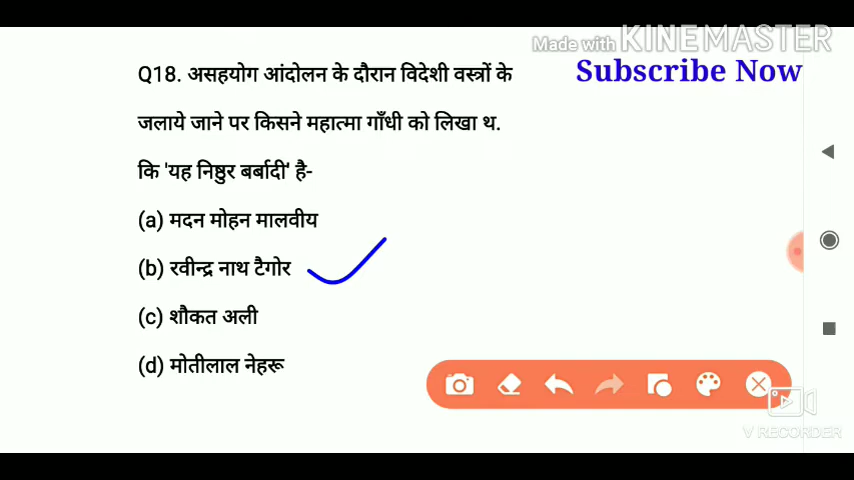 Made with KINEMASTER
Subscribe Now
Q18. असहयोग आंदोलन के दौरान विदेशी वस्त्रों के
जलाये जाने पर किसने महात्मा गाँधी को लिखा थ.
कि 'यह निष्ठुर बर्बादी' है-
(a) मदन मोहन मालवीय
(b) रवीन्द्र नाथ टैगोर
(c) शौकत अली
(d) मोतीलाल नेहरू
V RECORDER